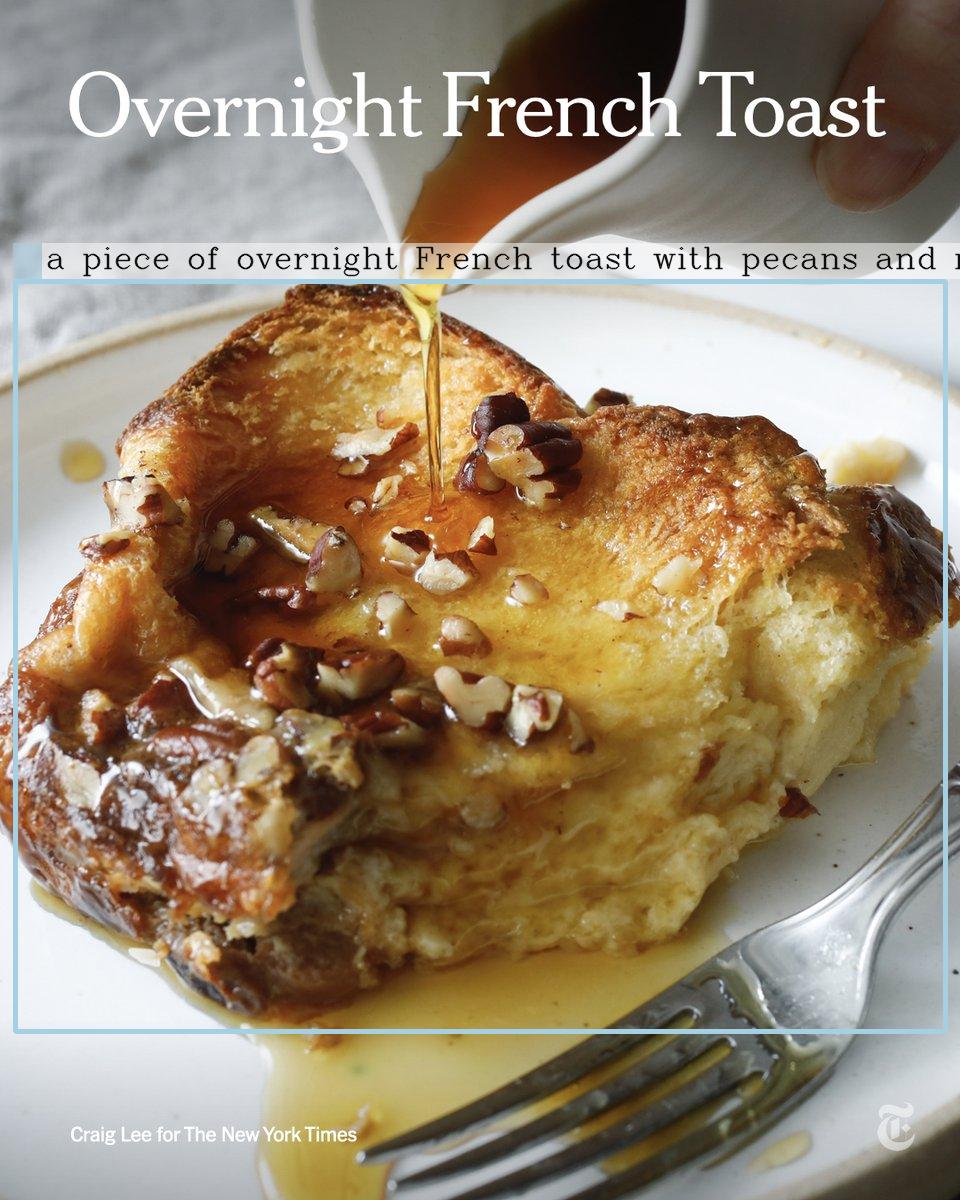 Overnight French Toast
a piece of overnight French toast with pecans and
Craig Lee for The New York Times
T